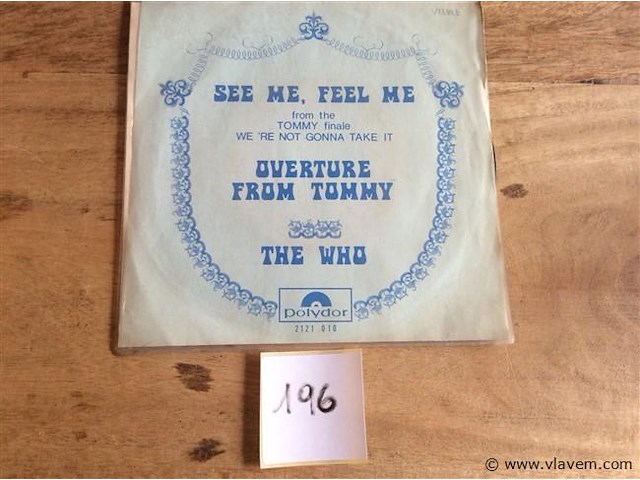 SEE ME, FEEL ME
from the
TOMMY finale
WE 'RE NOT GONNA TAKE IT
OVERTURE
FROM TOMMY
THE WHO
polydor
2121 018
196
© www.vlavem.com